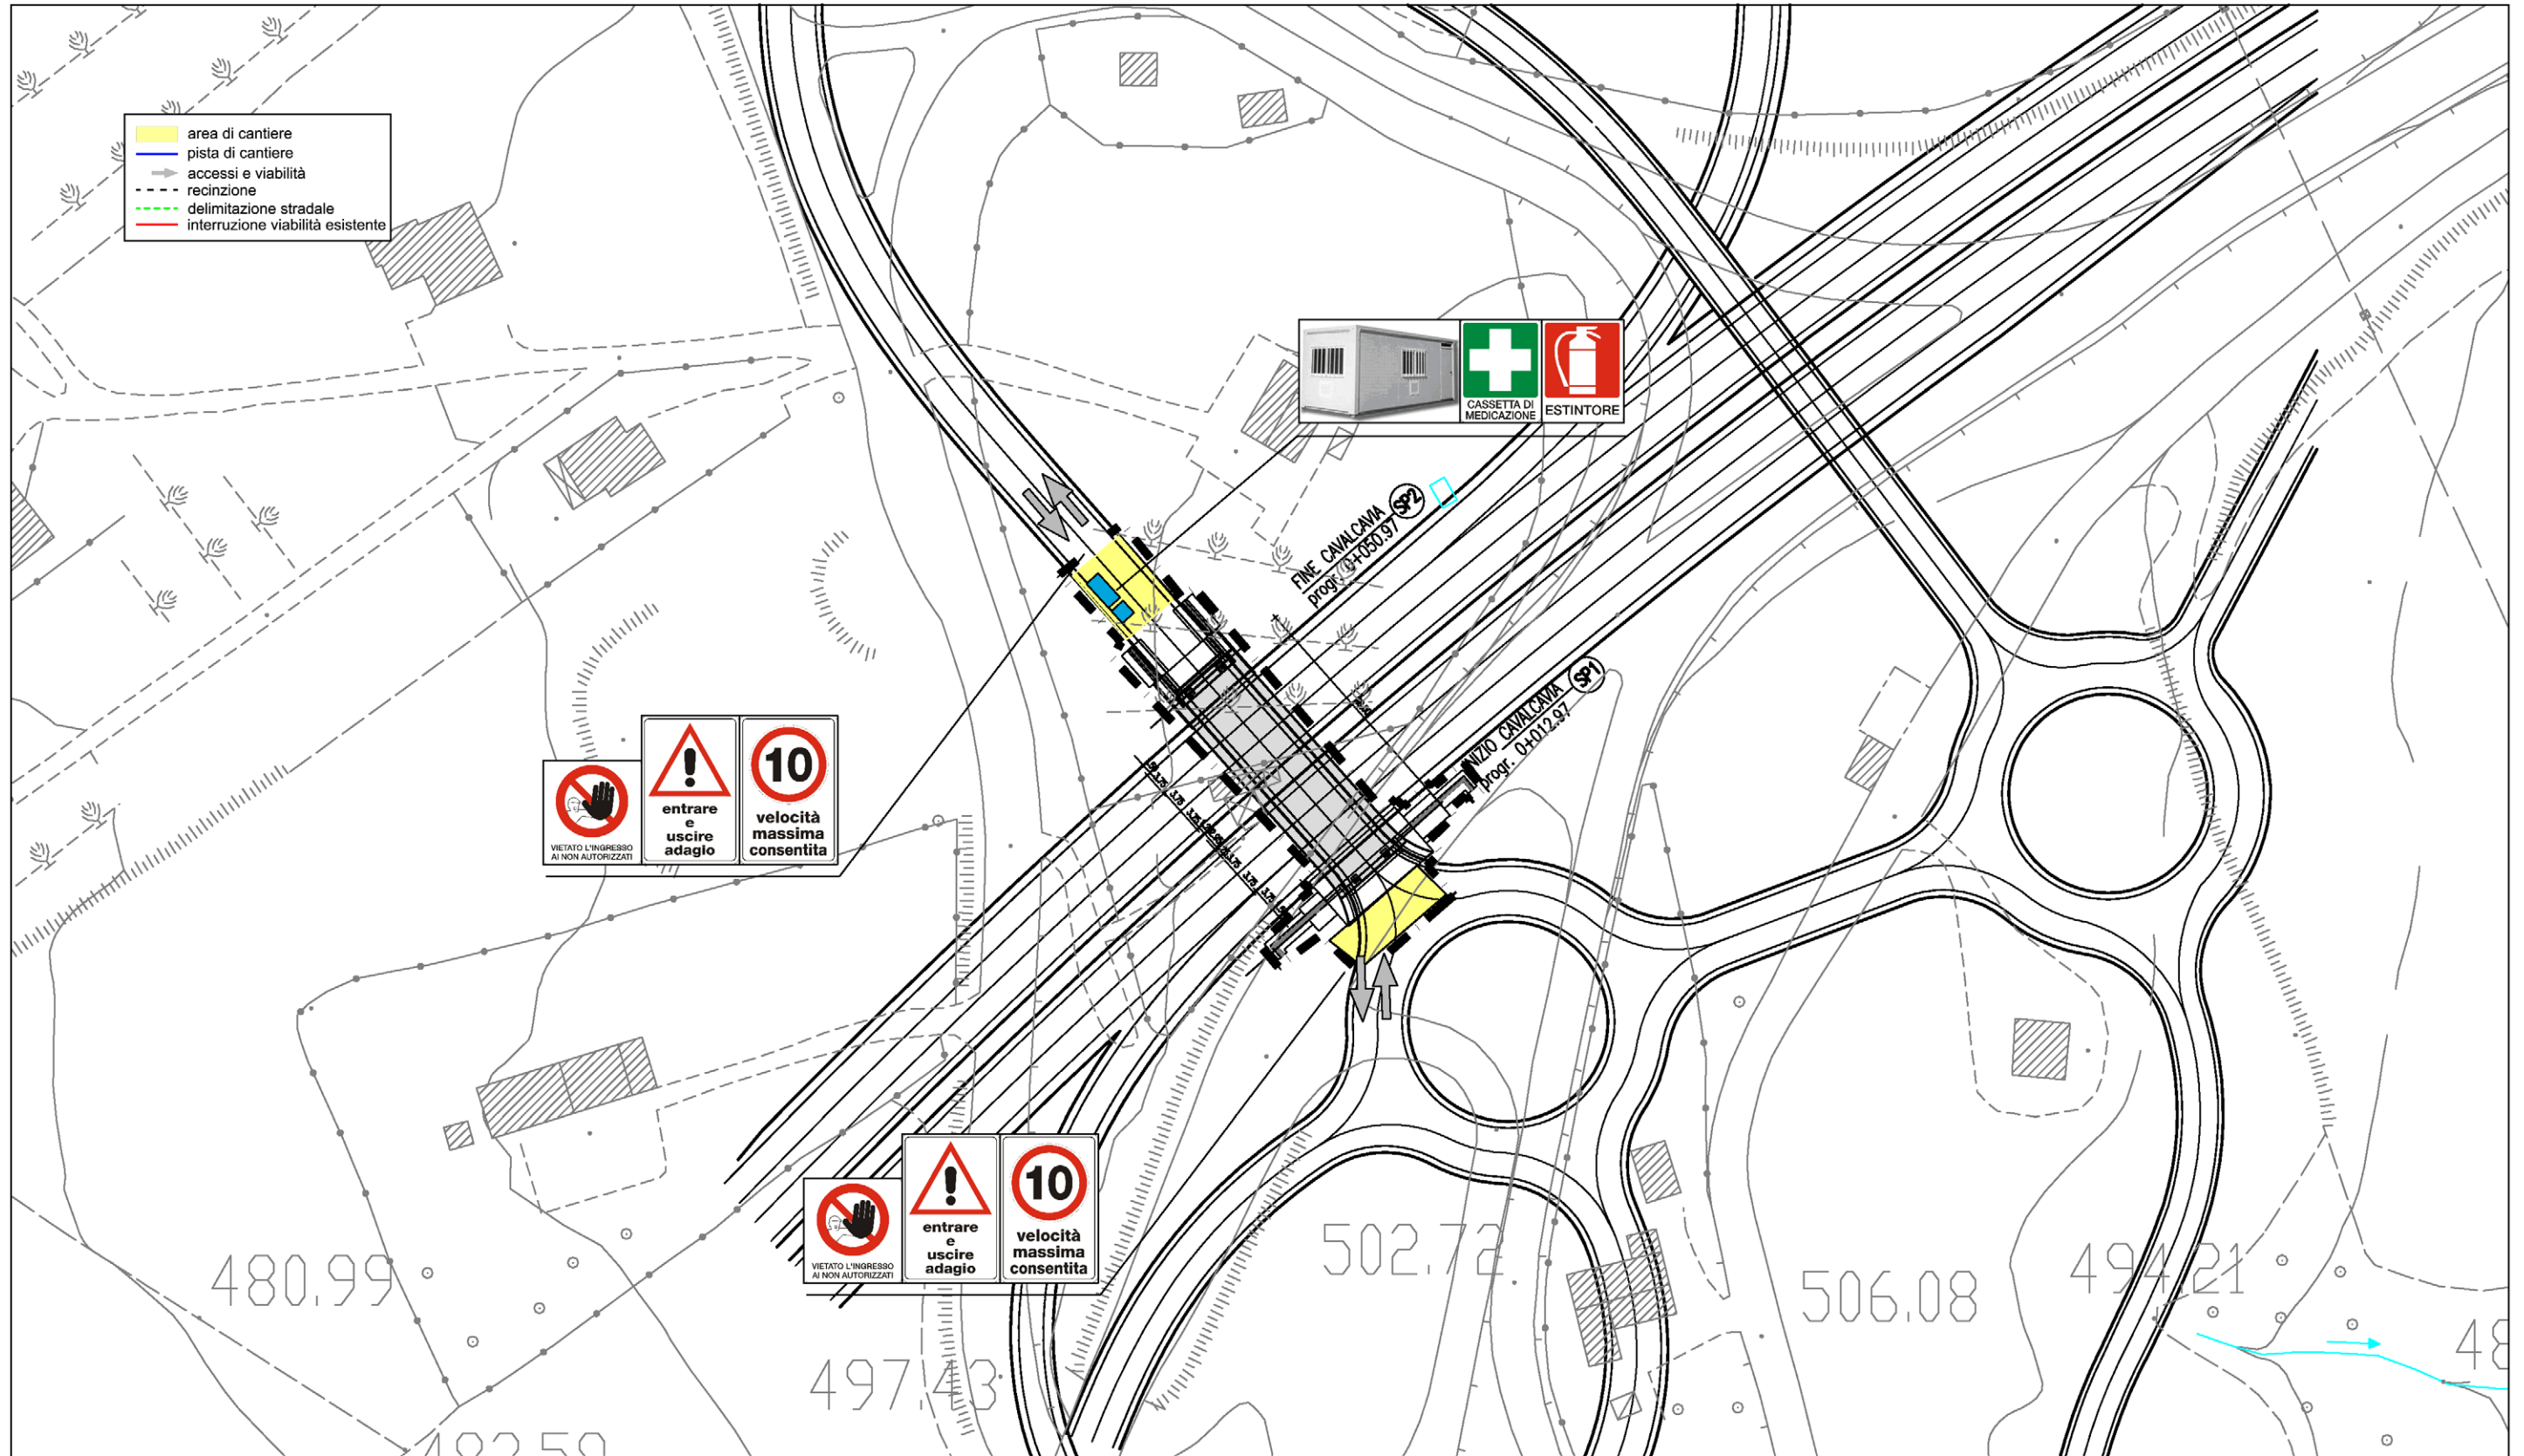 area di cantiere
pista di cantiere
accessi e viabilità
recinzione
delimitazione stradale
interruzione viabilità esistente
CASSETTA DI
MEDICAZIONE
ESTINTORE
FINE CAVALCAVIA
progr. 0+050.97
SP2
INIZIO CAVALCAVIA
progr. 0+012.97
SP1
VIETATO L'INGRESSO
AI NON AUTORIZZATI
entrare
e
uscire
adagio
10
velocità
massima
consentita
VIETATO L'INGRESSO
AI NON AUTORIZZATI
entrare
e
uscire
adagio
10
velocità
massima
consentita
480.99
502.72
506.08
494.21
497.43
48